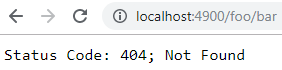 localhost:4900/foo/bar
Status Code: 404; Not Found